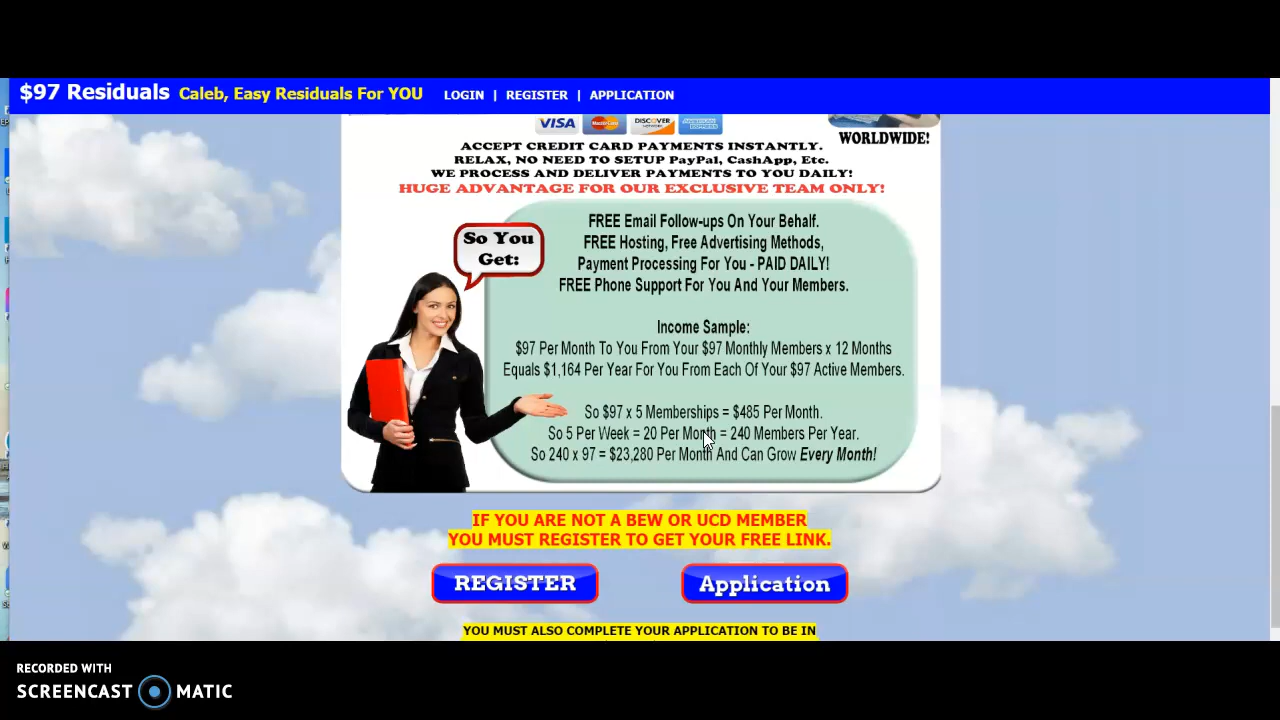 $97 Residuals Caleb, Easy Residuals For YOU LOGIN | REGISTER | APPLICATION
VISA MasterCard DISCOVER
WORLDWIDE!
ACCEPT CREDIT CARD PAYMENTS INSTANTLY.
RELAX, NO NEED TO SETUP PayPal, CashApp, Etc.
WE PROCESS AND DELIVER PAYMENTS TO YOU DAILY!
HUGE ADVANTAGE FOR OUR EXCLUSIVE TEAM ONLY!
So You
Get:
FREE Email Follow-ups On Your Behalf.
FREE Hosting, Free Advertising Methods,
Payment Processing For You - PAID DAILY!
FREE Phone Support For You And Your Members.
Income Sample:
$97 Per Month To You From Your $97 Monthly Members x 12 Months
Equals $1,164 Per Year For You From Each Of Your $97 Active Members.
So $97 x 5 Memberships = $485 Per Month.
So 5 Per Week = 20 Per Month = 240 Members Per Year.
So 240 x 97 = $23,280 Per Month And Can Grow Every Month!
IF YOU ARE NOT A BEW OR UCD MEMBER
YOU MUST REGISTER TO GET YOUR FREE LINK.
REGISTER Application
YOU MUST ALSO COMPLETE YOUR APPLICATION TO BE IN
RECORDED WITH
SCREENCAST MATIC